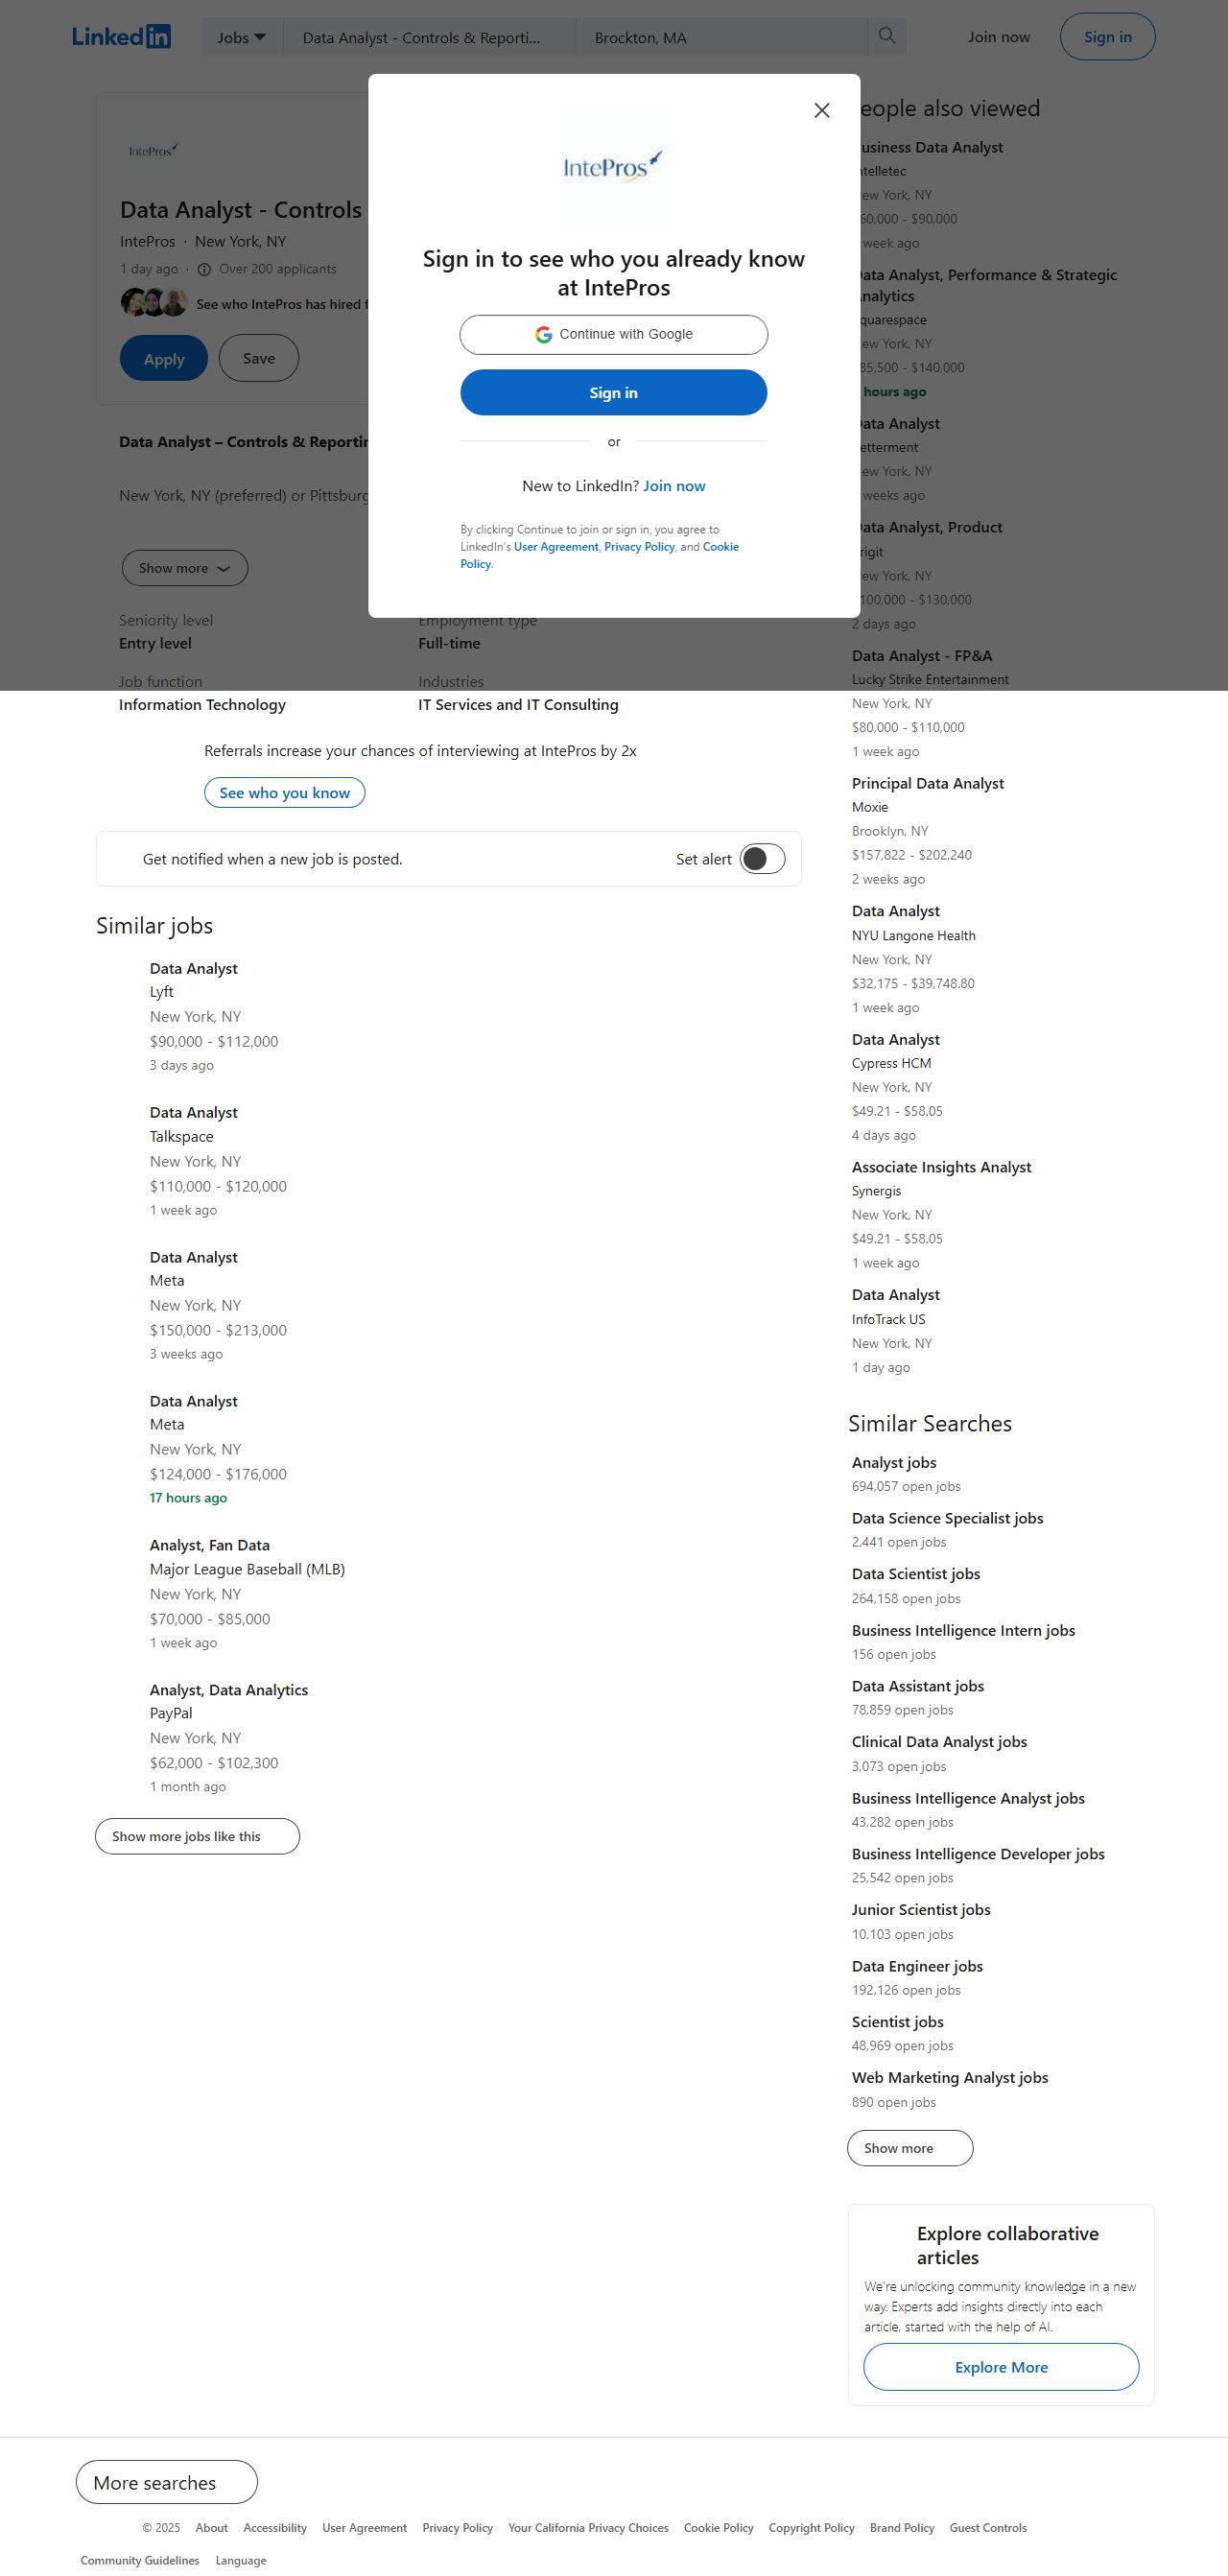 LinkedIn
Jobs
Data Analyst - Controls & Reporti...
Brockton, MA
Join now
Sign in
IntePros
Data Analyst - Controls
IntePros · New York, NY
1 day ago · Over 200 applicants
See who IntePros has hired f
Apply
Save
Data Analyst – Controls & Reportin
New York, NY (preferred) or Pittsburg
Show more
Seniority level
Entry level
Employment type
Full-time
Job function
Information Technology
Industries
IT Services and IT Consulting
IntePros
Sign in to see who you already know
at IntePros
Continue with Google
Sign in
or
New to LinkedIn? Join now
By clicking Continue to join or sign in, you agree to
LinkedIn's User Agreement, Privacy Policy, and Cookie
Policy.
Referrals increase your chances of interviewing at IntePros by 2x
See who you know
Get notified when a new job is posted.
Set alert
Similar jobs
Data Analyst
Lyft
New York, NY
$90,000 - $112,000
3 days ago
Data Analyst
Talkspace
New York, NY
$110,000 - $120,000
1 week ago
Data Analyst
Meta
New York, NY
$150,000 - $213,000
3 weeks ago
Data Analyst
Meta
New York, NY
$124,000 - $176,000
17 hours ago
Analyst, Fan Data
Major League Baseball (MLB)
New York, NY
$70,000 - $85,000
1 week ago
Analyst, Data Analytics
PayPal
New York, NY
$62,000 - $102,300
1 month ago
Show more jobs like this
eople also viewed
usiness Data Analyst
ntelletec
ew York, NY
60,000 - $90,000
week ago
ata Analyst, Performance & Strategic
nalytics
quarespace
ew York, NY
85,500 - $140,000
hours ago
ata Analyst
etterment
ew York, NY
weeks ago
ata Analyst, Product
rigit
ew York, NY
100,000 - $130,000
2 days ago
Data Analyst - FP&A
Lucky Strike Entertainment
New York, NY
$80,000 - $110,000
1 week ago
Principal Data Analyst
Moxie
Brooklyn, NY
$157,822 - $202,240
2 weeks ago
Data Analyst
NYU Langone Health
New York, NY
$32,175 - $39,748.80
1 week ago
Data Analyst
Cypress HCM
New York, NY
$49.21 - $58.05
4 days ago
Associate Insights Analyst
Synergis
New York, NY
$49.21 - $58.05
1 week ago
Data Analyst
InfoTrack US
New York, NY
1 day ago
Similar Searches
Analyst jobs
694,057 open jobs
Data Science Specialist jobs
2,441 open jobs
Data Scientist jobs
264,158 open jobs
Business Intelligence Intern jobs
156 open jobs
Data Assistant jobs
78,859 open jobs
Clinical Data Analyst jobs
3,073 open jobs
Business Intelligence Analyst jobs
43,282 open jobs
Business Intelligence Developer jobs
25,542 open jobs
Junior Scientist jobs
10,103 open jobs
Data Engineer jobs
192,126 open jobs
Scientist jobs
48,969 open jobs
Web Marketing Analyst jobs
890 open jobs
Show more
Explore collaborative
articles
We're unlocking community knowledge in a new
way. Experts add insights directly into each
article, started with the help of AI.
Explore More
More searches
© 2025 About Accessibility User Agreement Privacy Policy Your California Privacy Choices Cookie Policy Copyright Policy Brand Policy Guest Controls
Community Guidelines Language